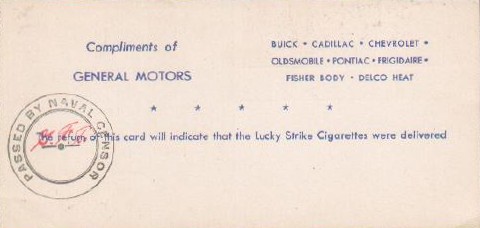 Compliments of
GENERAL MOTORS
BUICK • CADILLAC • CHEVROLET •
OLDSMOBILE • PONTIAC • FRIGIDAIRE •
FISHER BODY • DELCO HEAT
* * * * *
The return of this card will indicate that the Lucky Strike Cigarettes were delivered
PASSED BY NAVAL CENSOR